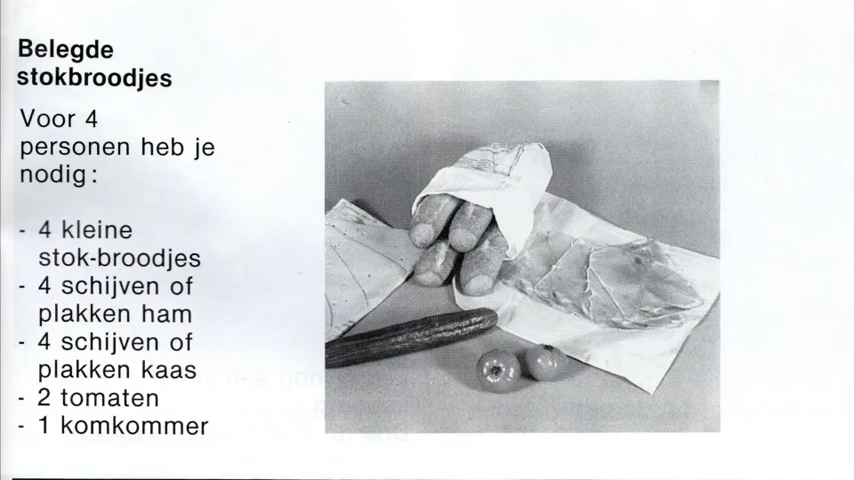 Belegde
stokbroodjes
Voor 4
personen heb je
nodig:
- 4 kleine
stok-broodjes
- 4 schijven of
plakken ham
- 4 schijven of
plakken kaas
- 2 tomaten
- 1 komkommer